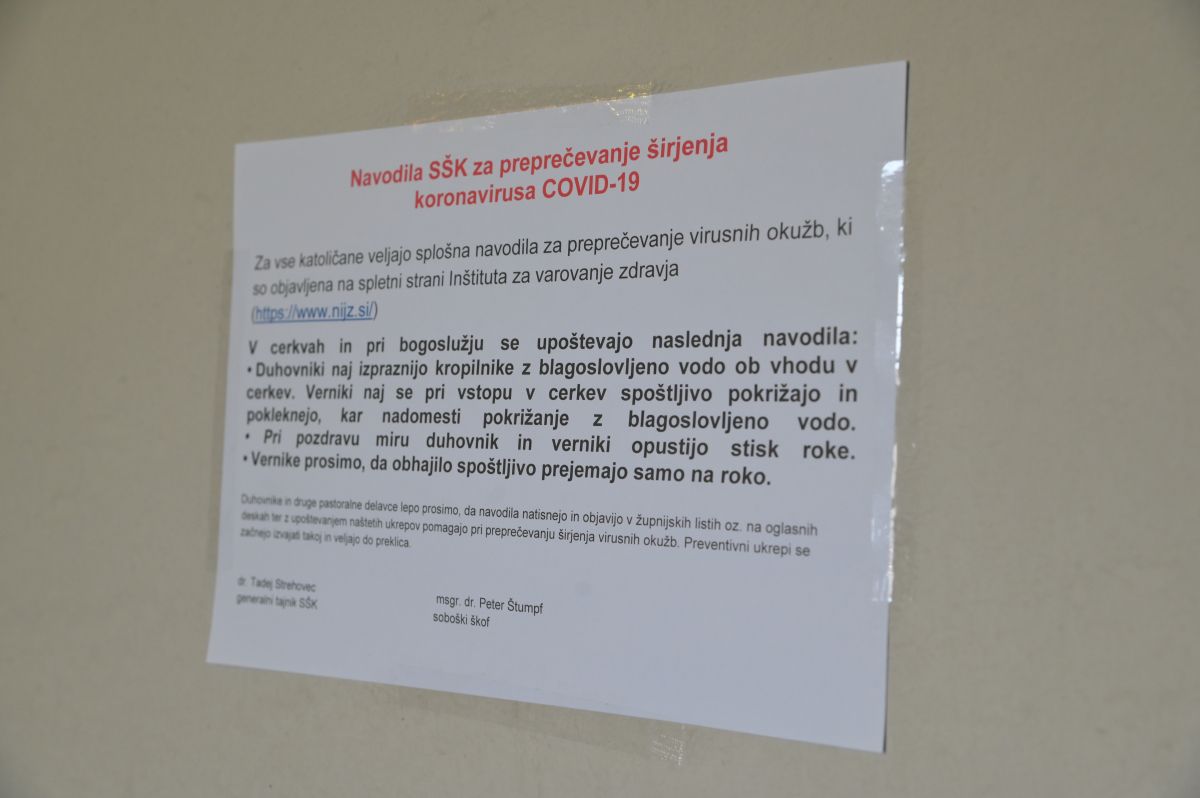 Navodila SŠK za preprečevanje širjenja
koronavirusa COVID-19
Za vse katoličane veljajo splošna navodila za preprečevanje virusnih okužb, ki
so objavljena na spletni strani Inštituta za varovanje zdravja
(https://www.nijz.si/)
V cerkvah in pri bogoslužju se upoštevajo naslednja navodila:
• Duhovniki naj izpraznijo kropilnike z blagoslovljeno vodo ob vhodu v
cerkev. Verniki naj se pri vstopu v cerkev spoštljivo pokrižajo in
pokleknejo, kar nadomesti pokrižanje z blagoslovljeno vodo.
• Pri pozdravu miru duhovnik in verniki opustijo stisk roke.
• Vernike prosimo, da obhajilo spoštljivo prejemajo samo na roko.
Duhovnike in druge pastoralne delavce lepo prosimo, da navodila natisnejo in objavijo v župnijskih listih oz. na oglasnih
deskah ter z upoštevanjem naštetih ukrepov pomagajo pri preprečevanju širjenja virusnih okužb. Preventivni ukrepi se
začnejo izvajati takoj in veljajo do preklica.
dr. Tadej Strehovec
generalni tajnik SŠK
msgr. dr. Peter Štumpf
soboški škof